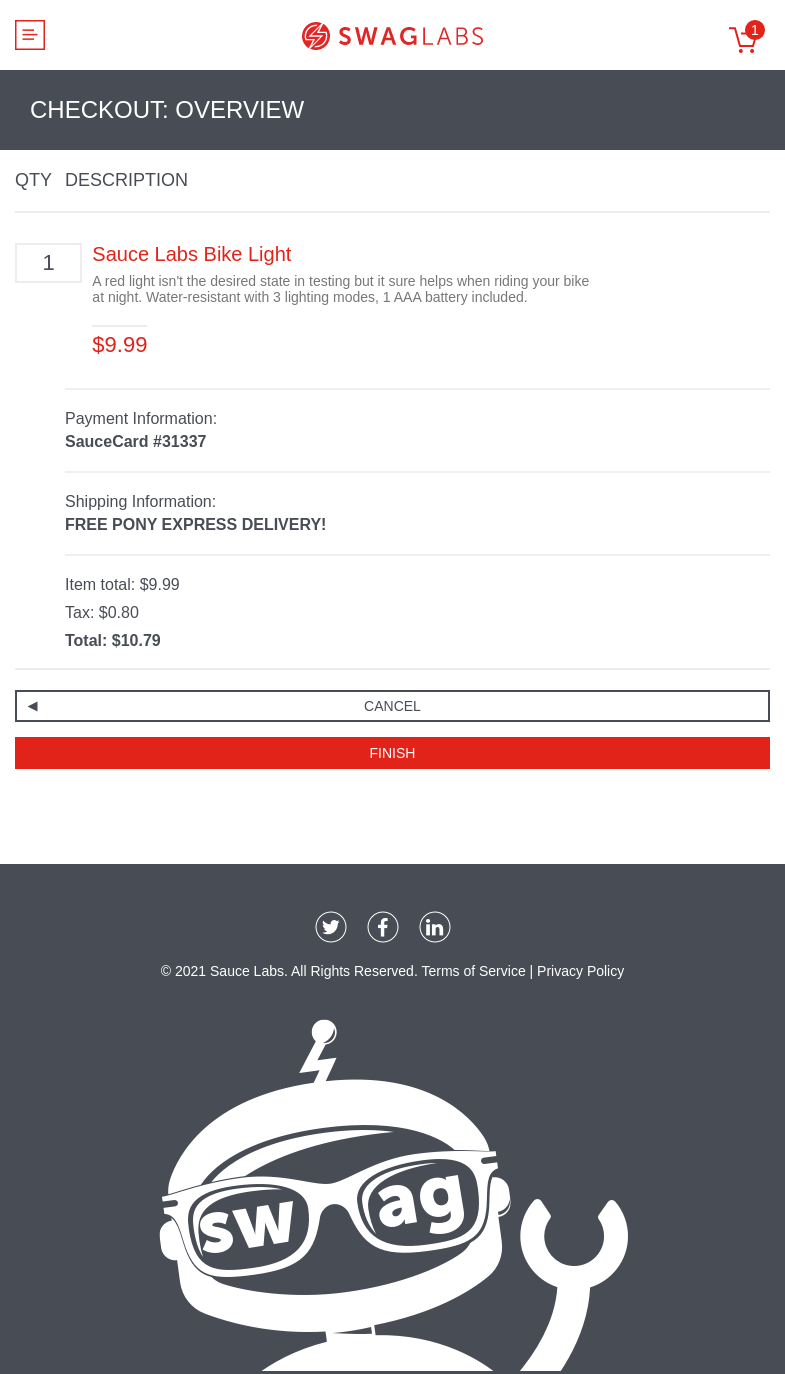 SWAGLABS
1
CHECKOUT: OVERVIEW
QTY DESCRIPTION
1
Sauce Labs Bike Light
A red light isn't the desired state in testing but it sure helps when riding your bike
at night. Water-resistant with 3 lighting modes, 1 AAA battery included.
$9.99
Payment Information:
SauceCard #31337
Shipping Information:
FREE PONY EXPRESS DELIVERY!
Item total: $9.99
Tax: $0.80
Total: $10.79
CANCEL
FINISH
© 2021 Sauce Labs. All Rights Reserved. Terms of Service | Privacy Policy
swag